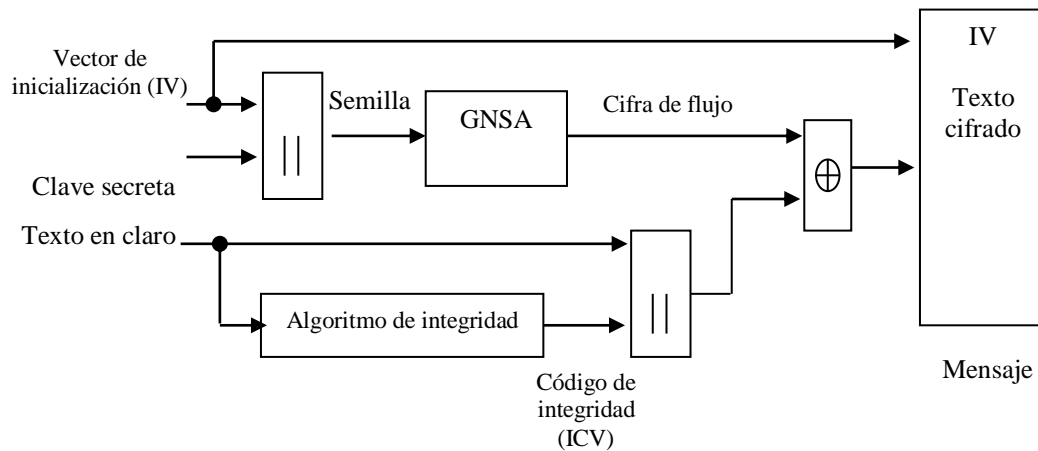 Vector de
inicialización (IV)
Clave secreta
||
Semilla
GNSA
Cifra de flujo
⊕
IV
Texto
cifrado
Texto en claro
Algoritmo de integridad
||
Código de
integridad
(ICV)
Mensaje